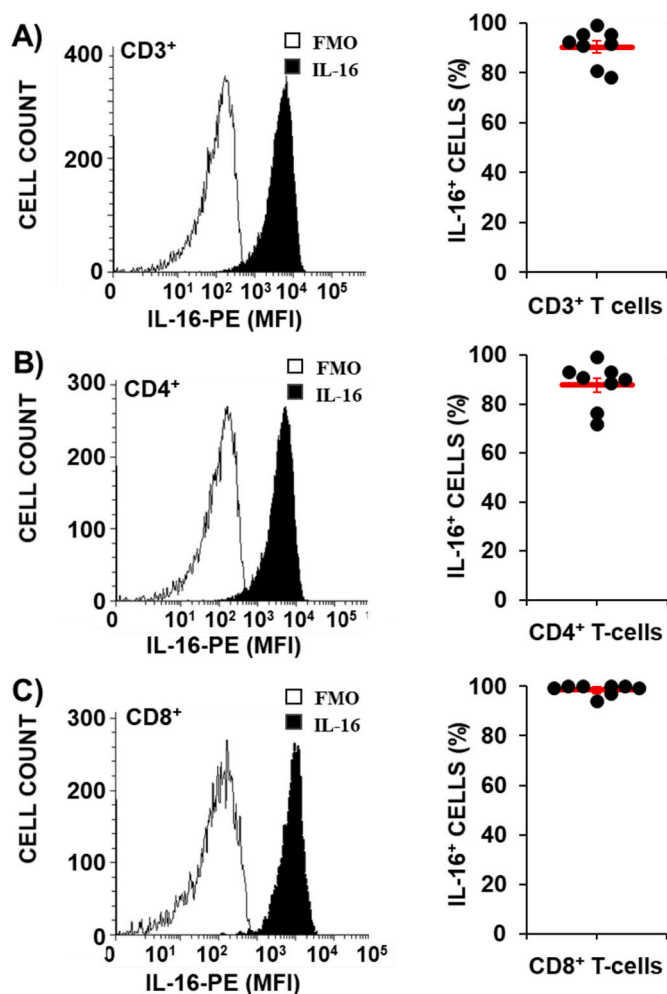 A)
CD3⁺
FMO
IL-16
CELL COUNT
400
200
0
0 10¹ 10² 10³ 10⁴ 10⁵
IL-16-PE (MFI)
IL-16⁺ CELLS (%)
100
80
60
40
20
0
CD3⁺ T cells
B)
CD4⁺
FMO
IL-16
CELL COUNT
300
200
100
0
0 10¹ 10² 10³ 10⁴ 10⁵
IL-16-PE (MFI)
IL-16⁺ CELLS (%)
100
80
60
40
20
0
CD4⁺ T-cells
C)
CD8⁺
FMO
IL-16
CELL COUNT
300
200
100
0
0 10¹ 10² 10³ 10⁴ 10⁵
IL-16-PE (MFI)
IL-16⁺ CELLS (%)
100
80
60
40
20
0
CD8⁺ T-cells